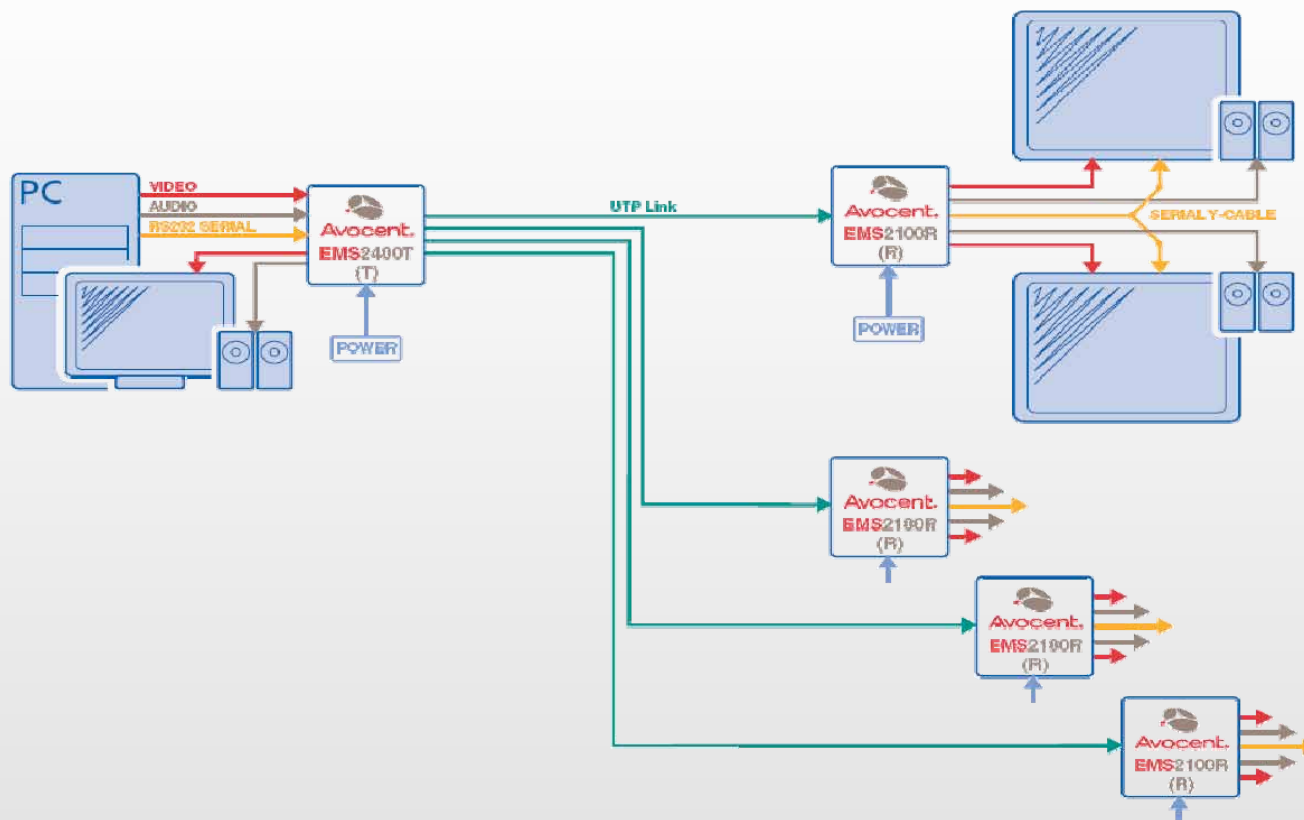 PC
VIDEO
AUDIO
RS232 SERIAL
Avocent.
EMS2400T
(T)
POWER
UTP Link
Avocent.
EMS2100R
(R)
POWER
SERIAL Y-CABLE
Avocent.
EMS2100R
(R)
Avocent.
EMS2100R
(R)
Avocent.
EMS2100R
(R)